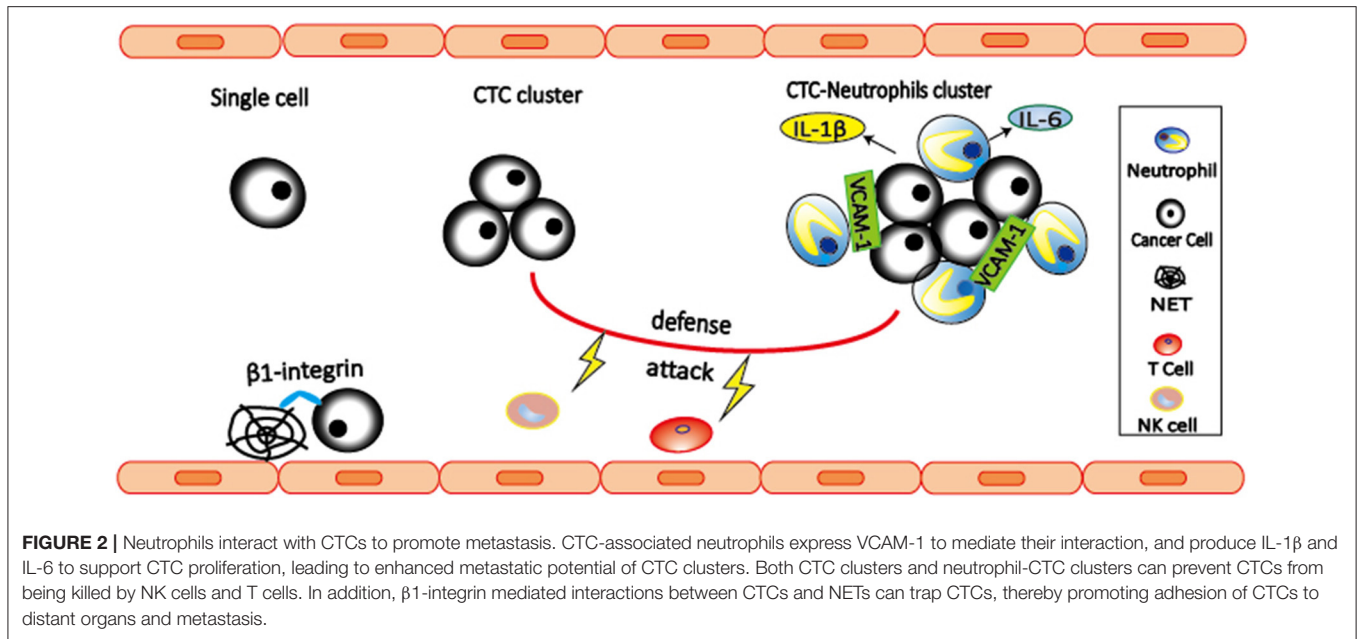 Single cell
CTC cluster
CTC-Neutrophils cluster
IL-1β
IL-6
VCAM-1
VCAM-1
defense
attack
β1-integrin
Neutrophil
Cancer Cell
NET
T Cell
NK cell
FIGURE 2 | Neutrophils interact with CTCs to promote metastasis. CTC-associated neutrophils express VCAM-1 to mediate their interaction, and produce IL-1β and
IL-6 to support CTC proliferation, leading to enhanced metastatic potential of CTC clusters. Both CTC clusters and neutrophil-CTC clusters can prevent CTCs from
being killed by NK cells and T cells. In addition, β1-integrin mediated interactions between CTCs and NETs can trap CTCs, thereby promoting adhesion of CTCs to
distant organs and metastasis.